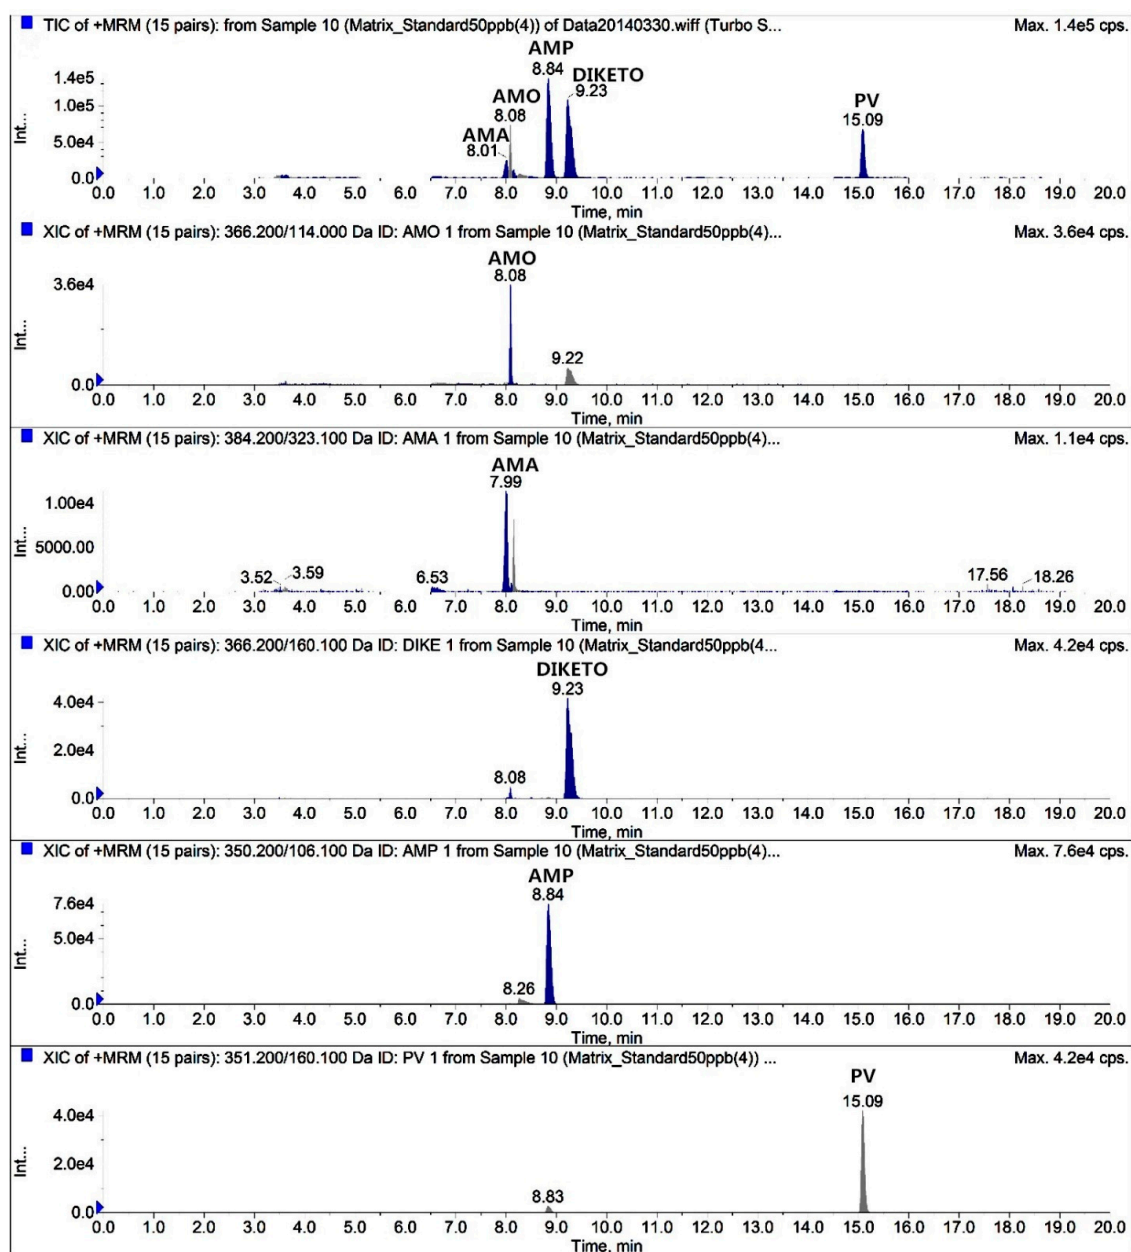 TIC of +MRM (15 pairs): from Sample 10 (Matrix_Standard50ppb(4)) of Data20140330.wiff (Turbo S... Max. 1.4e5 cps.
AMP
8.84
DIKETO
9.23
AMO
8.08
AMA
8.01
PV
15.09
Int...
1.4e5
1.0e5
5.0e4
0.0
0.0 1.0 2.0 3.0 4.0 5.0 6.0 7.0 8.0 9.0 10.0 11.0 12.0 13.0 14.0 15.0 16.0 17.0 18.0 19.0 20.0
Time, min
XIC of +MRM (15 pairs): 366.200/114.000 Da ID: AMO 1 from Sample 10 (Matrix_Standard50ppb(4)... Max. 3.6e4 cps.
AMO
8.08
9.22
Int...
3.6e4
0.0
0.0 1.0 2.0 3.0 4.0 5.0 6.0 7.0 8.0 9.0 10.0 11.0 12.0 13.0 14.0 15.0 16.0 17.0 18.0 19.0 20.0
Time, min
XIC of +MRM (15 pairs): 384.200/323.100 Da ID: AMA 1 from Sample 10 (Matrix_Standard50ppb(4)... Max. 1.1e4 cps.
AMA
7.99
Int...
1.00e4
5000.00
0.00
3.52 3.59 6.53 17.56 18.26
0.0 1.0 2.0 3.0 4.0 5.0 6.0 7.0 8.0 9.0 10.0 11.0 12.0 13.0 14.0 15.0 16.0 17.0 18.0 19.0 20.0
Time, min
XIC of +MRM (15 pairs): 366.200/160.100 Da ID: DIKE 1 from Sample 10 (Matrix_Standard50ppb(4... Max. 4.2e4 cps.
DIKETO
9.23
8.08
Int...
4.0e4
2.0e4
0.0
0.0 1.0 2.0 3.0 4.0 5.0 6.0 7.0 8.0 9.0 10.0 11.0 12.0 13.0 14.0 15.0 16.0 17.0 18.0 19.0 20.0
Time, min
XIC of +MRM (15 pairs): 350.200/106.100 Da ID: AMP 1 from Sample 10 (Matrix_Standard50ppb(4)... Max. 7.6e4 cps.
AMP
8.84
8.26
Int...
7.6e4
5.0e4
0.0
0.0 1.0 2.0 3.0 4.0 5.0 6.0 7.0 8.0 9.0 10.0 11.0 12.0 13.0 14.0 15.0 16.0 17.0 18.0 19.0 20.0
Time, min
XIC of +MRM (15 pairs): 351.200/160.100 Da ID: PV 1 from Sample 10 (Matrix_Standard50ppb(4)) ... Max. 4.2e4 cps.
PV
15.09
8.83
Int...
4.0e4
2.0e4
0.0
0.0 1.0 2.0 3.0 4.0 5.0 6.0 7.0 8.0 9.0 10.0 11.0 12.0 13.0 14.0 15.0 16.0 17.0 18.0 19.0 20.0
Time, min